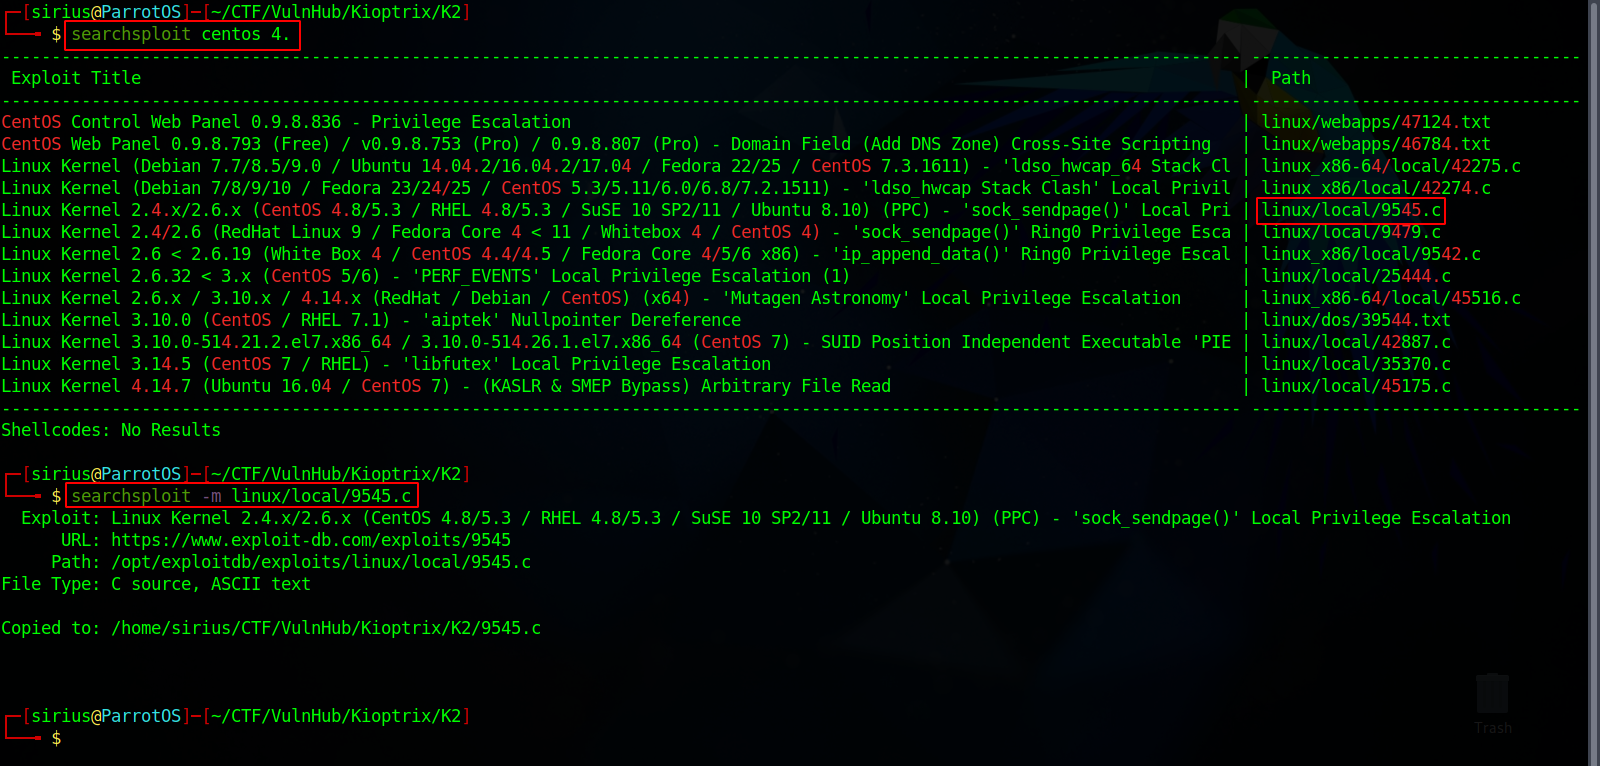 ┌─[sirius@ParrotOS]─[~/CTF/VulnHub/Kioptrix/K2]
└──╼ $ searchsploit centos 4.
---------------------------------------------------------------------------------------------------------------------------- ---------------------------------
 Exploit Title | Path
---------------------------------------------------------------------------------------------------------------------------- ---------------------------------
CentOS Control Web Panel 0.9.8.836 - Privilege Escalation | linux/webapps/47124.txt
CentOS Web Panel 0.9.8.793 (Free) / v0.9.8.753 (Pro) / 0.9.8.807 (Pro) - Domain Field (Add DNS Zone) Cross-Site Scripting | linux/webapps/46784.txt
Linux Kernel (Debian 7.7/8.5/9.0 / Ubuntu 14.04.2/16.04.2/17.04 / Fedora 22/25 / CentOS 7.3.1611) - 'ldso_hwcap_64 Stack Cl | linux_x86-64/local/42275.c
Linux Kernel (Debian 7/8/9/10 / Fedora 23/24/25 / CentOS 5.3/5.11/6.0/6.8/7.2.1511) - 'ldso_hwcap Stack Clash' Local Privil | linux_x86/local/42274.c
Linux Kernel 2.4.x/2.6.x (CentOS 4.8/5.3 / RHEL 4.8/5.3 / SuSE 10 SP2/11 / Ubuntu 8.10) (PPC) - 'sock_sendpage()' Local Pri | linux/local/9545.c
Linux Kernel 2.4/2.6 (RedHat Linux 9 / Fedora Core 4 < 11 / Whitebox 4 / CentOS 4) - 'sock_sendpage()' Ring0 Privilege Esca | linux/local/9479.c
Linux Kernel 2.6 < 2.6.19 (White Box 4 / CentOS 4.4/4.5 / Fedora Core 4/5/6 x86) - 'ip_append_data()' Ring0 Privilege Escal | linux_x86/local/9542.c
Linux Kernel 2.6.32 < 3.x (CentOS 5/6) - 'PERF_EVENTS' Local Privilege Escalation (1) | linux/local/25444.c
Linux Kernel 2.6.x / 3.10.x / 4.14.x (RedHat / Debian / CentOS) (x64) - 'Mutagen Astronomy' Local Privilege Escalation | linux_x86-64/local/45516.c
Linux Kernel 3.10.0 (CentOS / RHEL 7.1) - 'aiptek' Nullpointer Dereference | linux/dos/39544.txt
Linux Kernel 3.10.0-514.21.2.el7.x86_64 / 3.10.0-514.26.1.el7.x86_64 (CentOS 7) - SUID Position Independent Executable 'PIE | linux/local/42887.c
Linux Kernel 3.14.5 (CentOS 7 / RHEL) - 'libfutex' Local Privilege Escalation | linux/local/35370.c
Linux Kernel 4.14.7 (Ubuntu 16.04 / CentOS 7) - (KASLR & SMEP Bypass) Arbitrary File Read | linux/local/45175.c
---------------------------------------------------------------------------------------------------------------------------- ---------------------------------
Shellcodes: No Results
┌─[sirius@ParrotOS]─[~/CTF/VulnHub/Kioptrix/K2]
└──╼ $ searchsploit -m linux/local/9545.c
  Exploit: Linux Kernel 2.4.x/2.6.x (CentOS 4.8/5.3 / RHEL 4.8/5.3 / SuSE 10 SP2/11 / Ubuntu 8.10) (PPC) - 'sock_sendpage()' Local Privilege Escalation
      URL: https://www.exploit-db.com/exploits/9545
     Path: /opt/exploitdb/exploits/linux/local/9545.c
File Type: C source, ASCII text
Copied to: /home/sirius/CTF/VulnHub/Kioptrix/K2/9545.c
┌─[sirius@ParrotOS]─[~/CTF/VulnHub/Kioptrix/K2]
└──╼ $
Trash